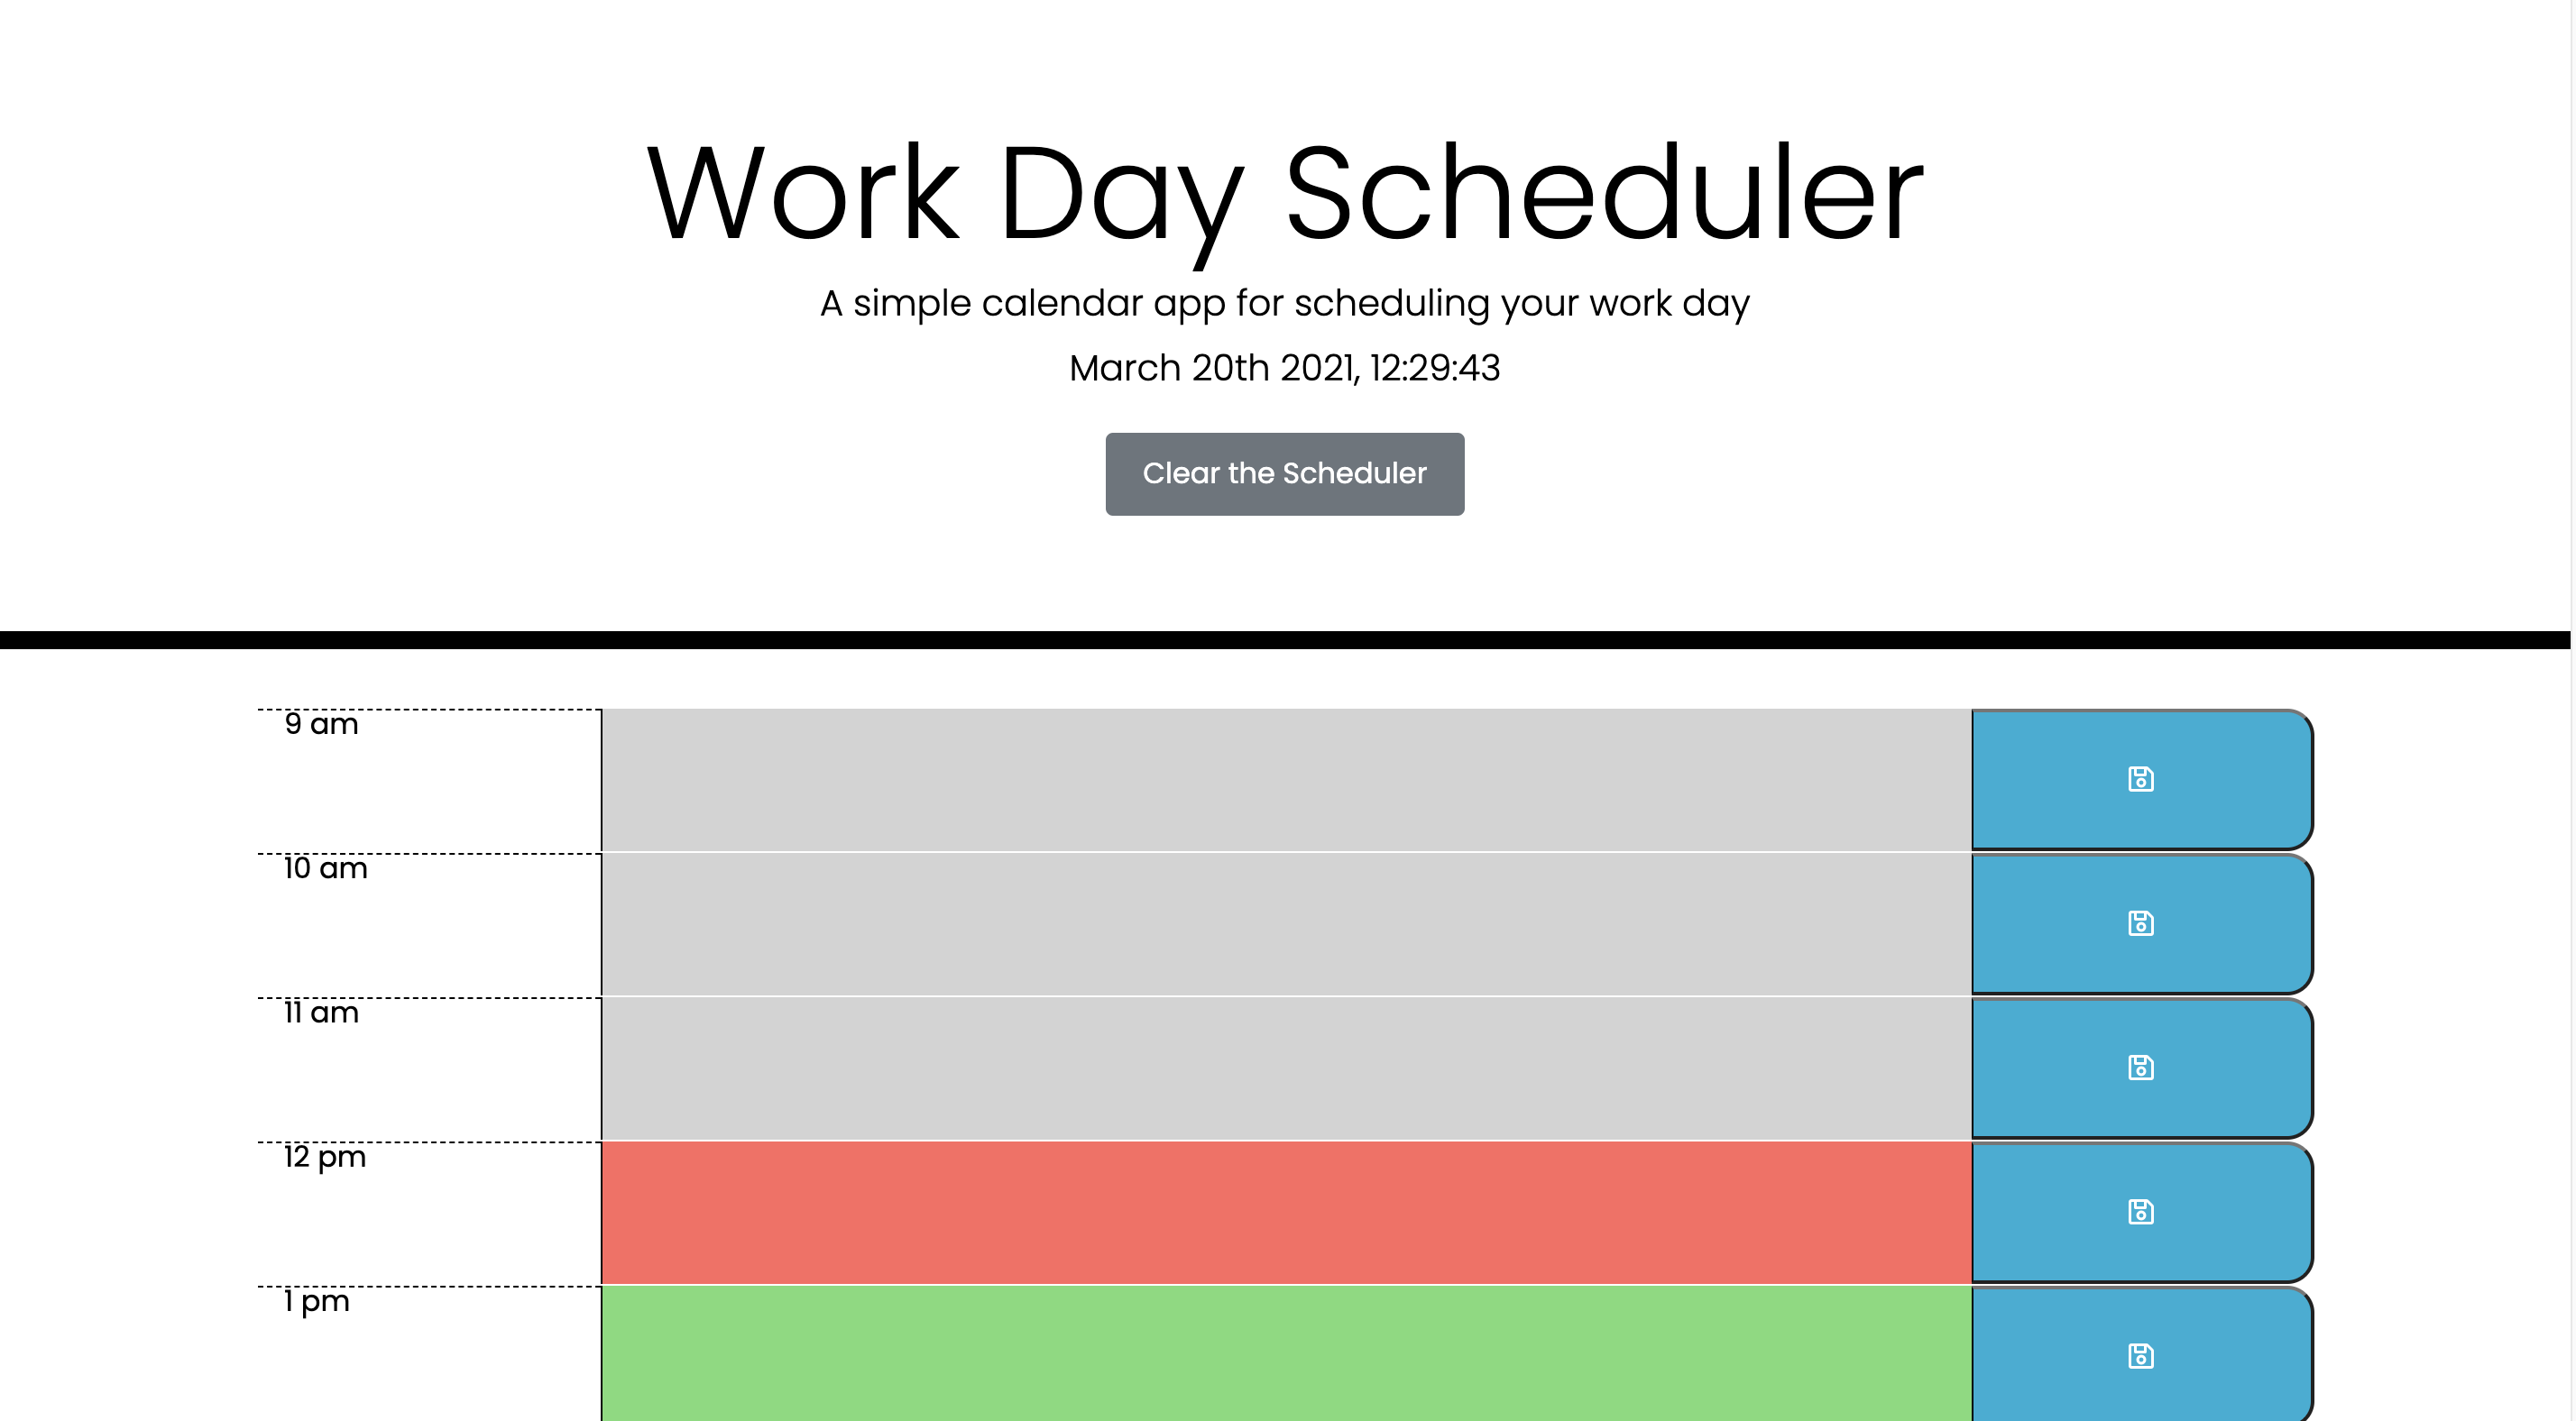 Work Day Scheduler
A simple calendar app for scheduling your work day
March 20th 2021, 12:29:43
Clear the Scheduler
9 am
10 am
11 am
12 pm
1 pm